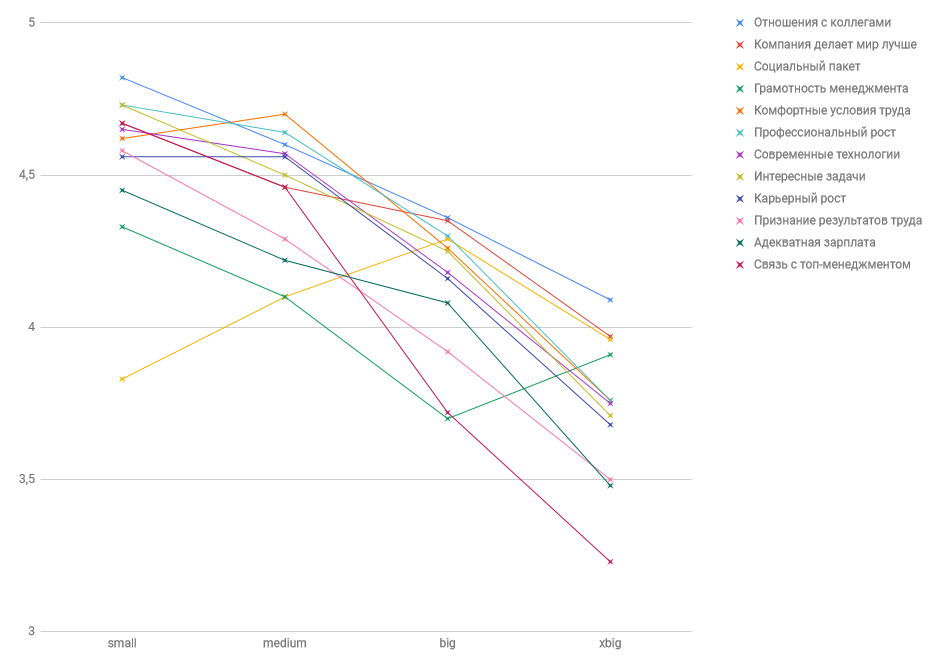 5
4,5
4
3,5
3
small
medium
big
xbig
Отношения с коллегами
Компания делает мир лучше
Социальный пакет
Грамотность менеджмента
Комфортные условия труда
Профессиональный рост
Современные технологии
Интересные задачи
Карьерный рост
Признание результатов труда
Адекватная зарплата
Связь с топ-менеджментом